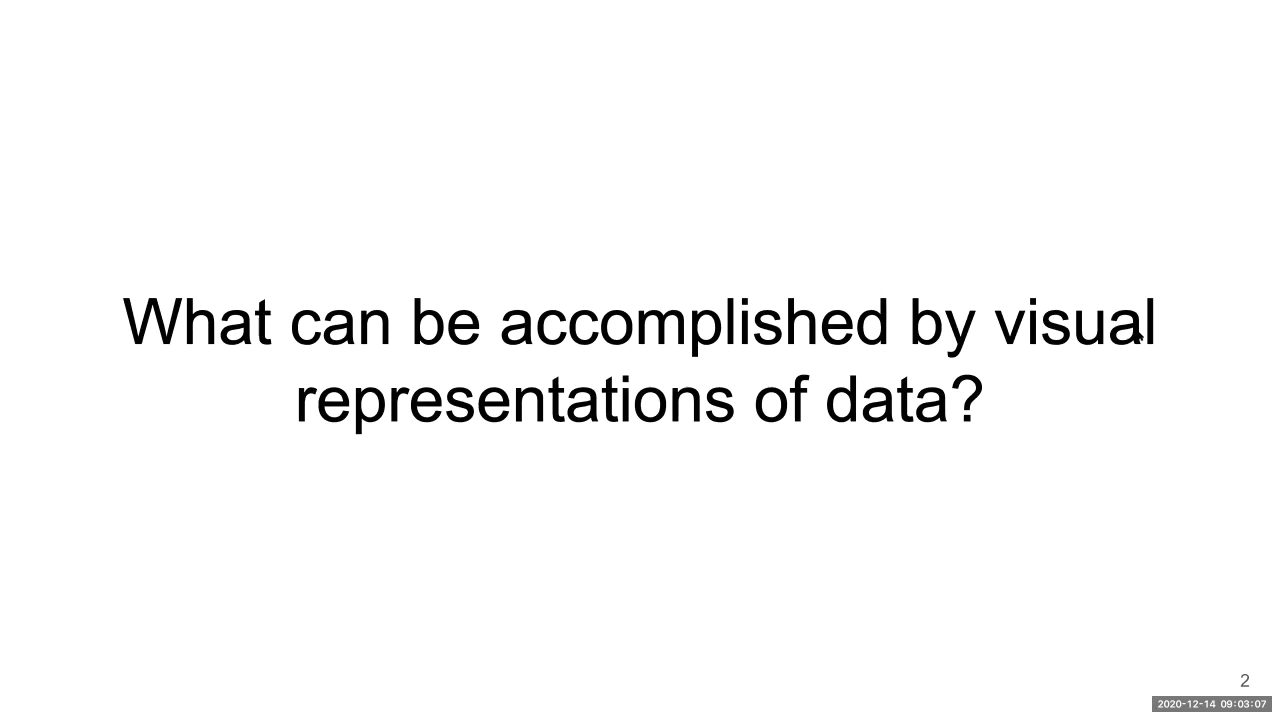 What can be accomplished by visual
representations of data?
2
2020-12-14 09:03:07